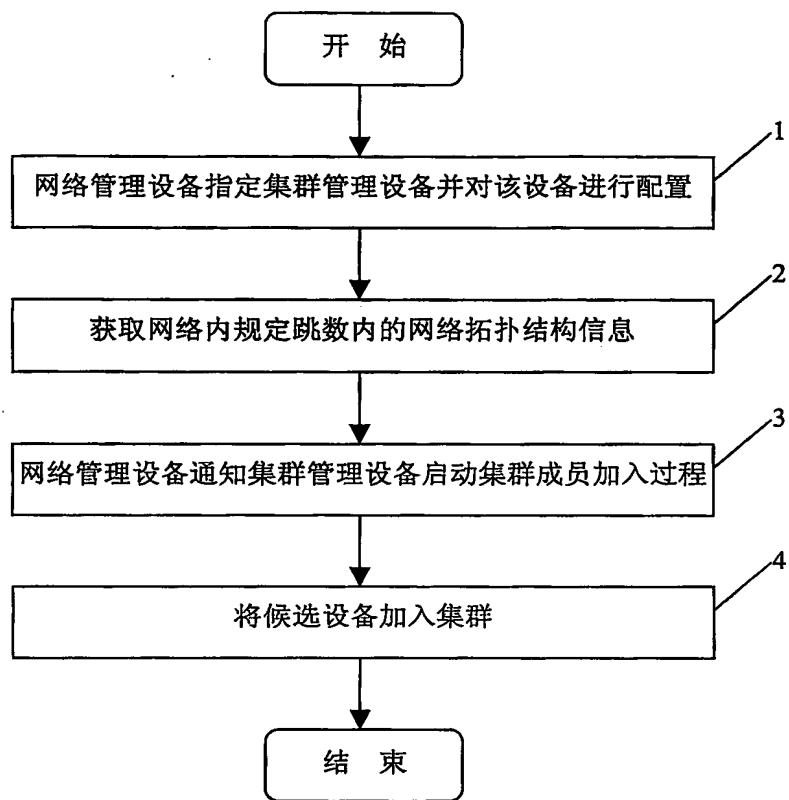 开 始
1
网络管理设备指定集群管理设备并对该设备进行配置
2
获取网络内规定跳数内的网络拓扑结构信息
3
网络管理设备通知集群管理设备启动集群成员加入过程
4
将候选设备加入集群
结 束